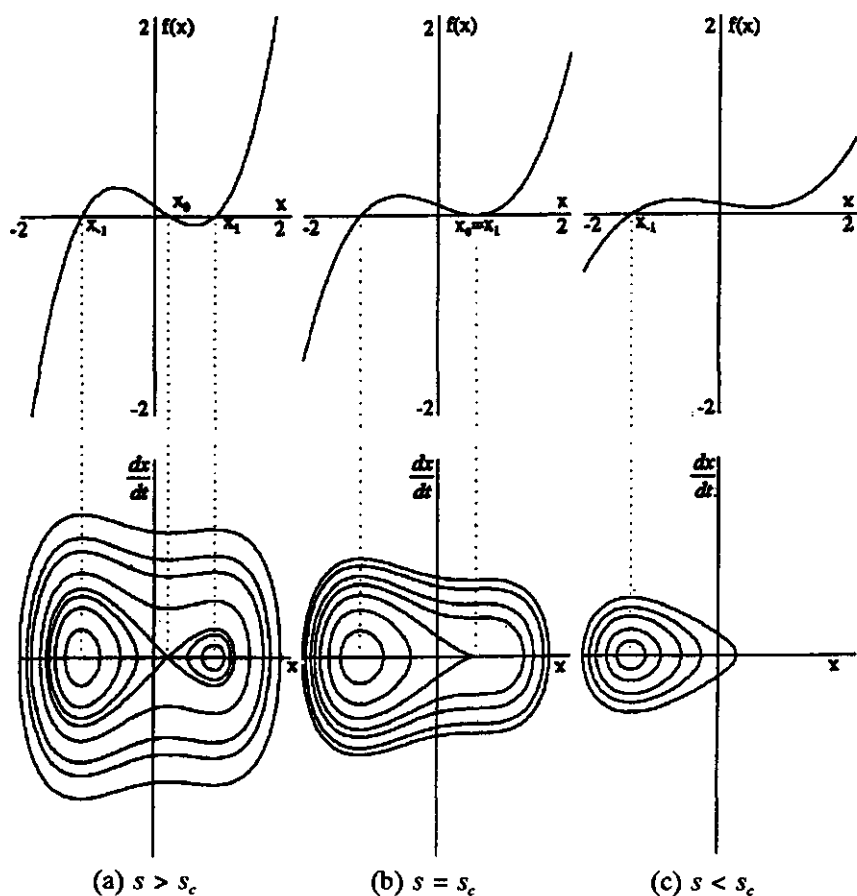 2 f(x)
2 f(x)
2 f(x)
x₀ x
x
x
-2 x₋₁ x₁ 2
-2 x₀=x₁ 2
-2 x₋₁ 2
-2
-2
-2
dx/dt
dx/dt
dx/dt
x
x
x
(a) s > s_c
(b) s = s_c
(c) s < s_c